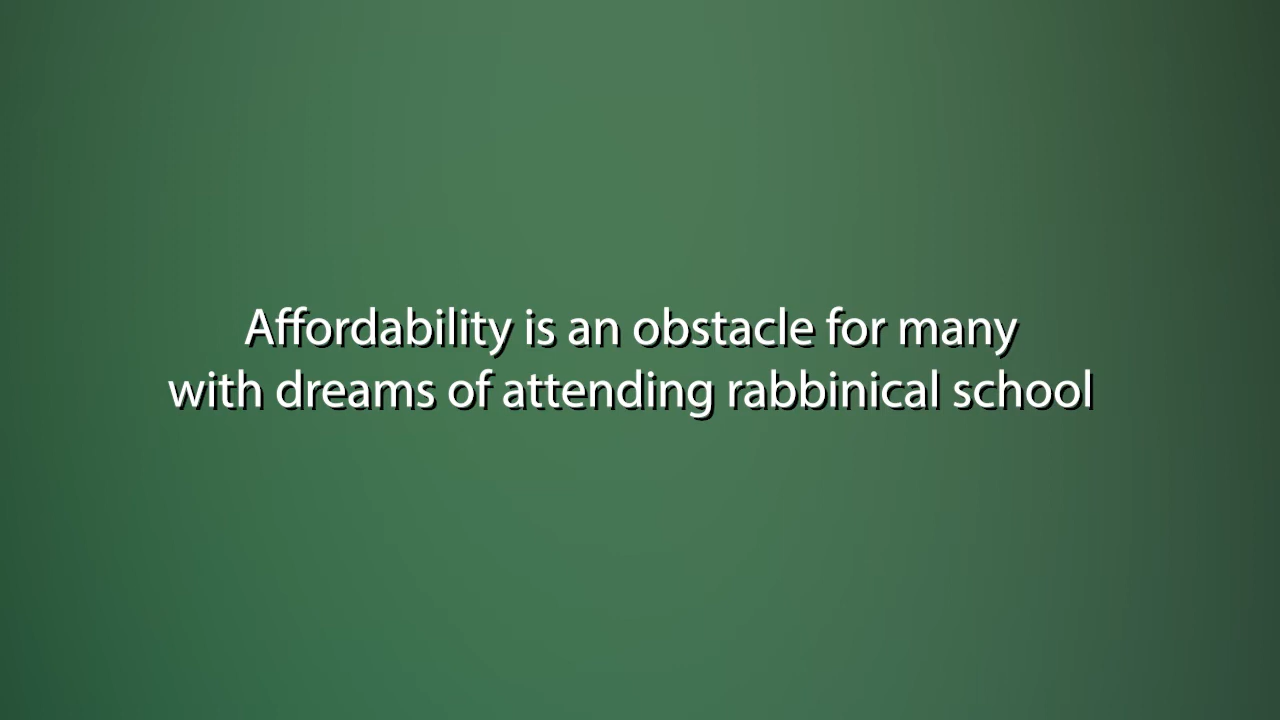 Affordability is an obstacle for many
with dreams of attending rabbinical school